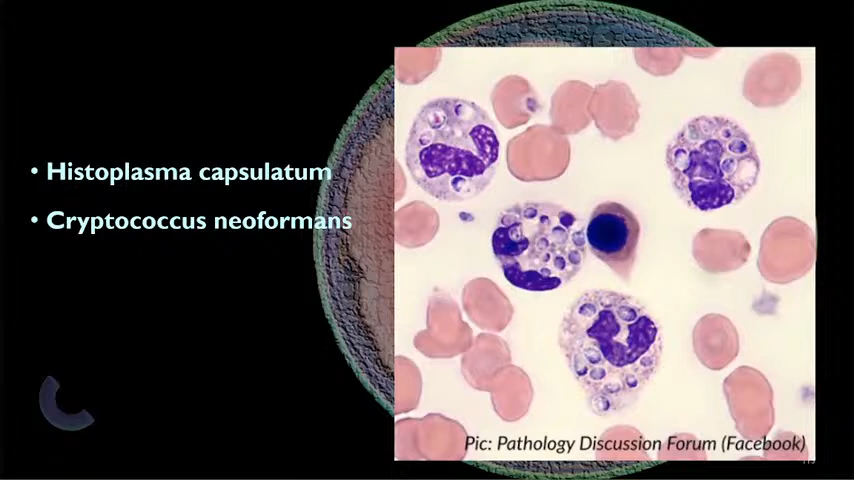 • Histoplasma capsulatum
• Cryptococcus neoformans
Pic: Pathology Discussion Forum (Facebook)